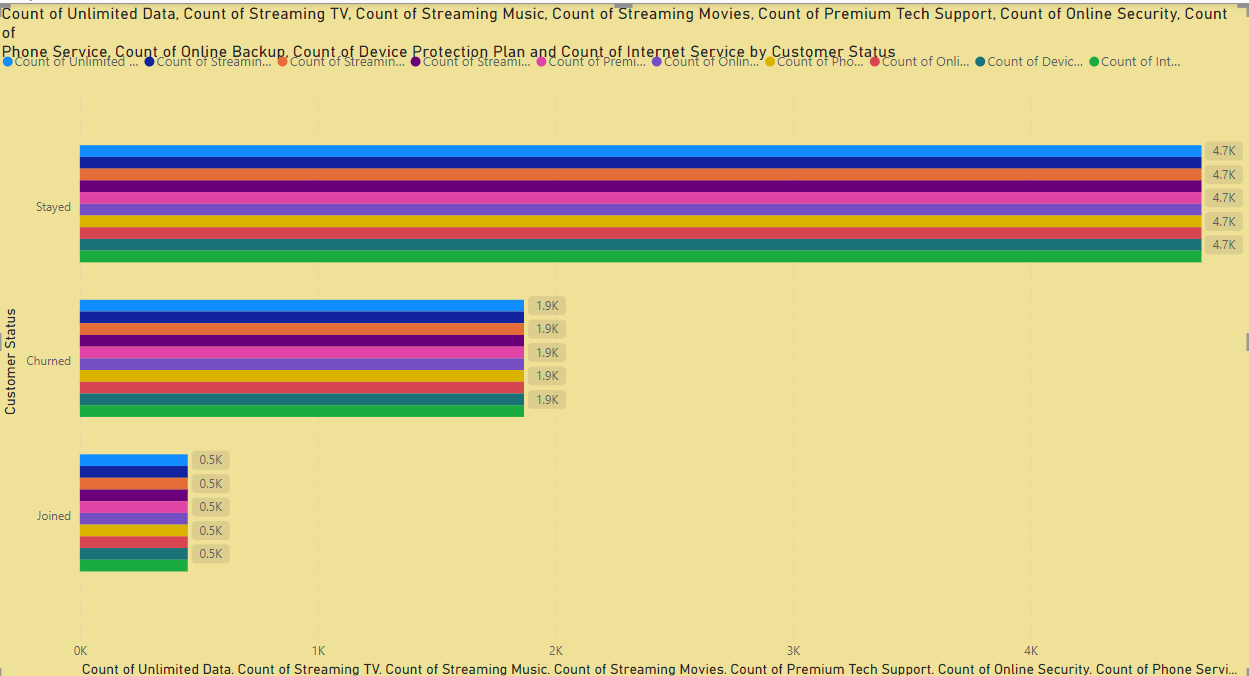 Count of Unlimited Data, Count of Streaming TV, Count of Streaming Music, Count of Streaming Movies, Count of Premium Tech Support, Count of Online Security, Count
of
Phone Service, Count of Online Backup, Count of Device Protection Plan and Count of Internet Service by Customer Status
Count of Unlimited ... Count of Streamin... Count of Streamin... Count of Streami... Count of Premi... Count of Onlin... Count of Pho... Count of Onli... Count of Devic... Count of Int...
4.7K
4.7K
4.7K
4.7K
4.7K
Stayed
1.9K
1.9K
1.9K
1.9K
1.9K
Churned
0.5K
0.5K
0.5K
0.5K
0.5K
Joined
Customer Status
0K 1K 2K 3K 4K
Count of Unlimited Data, Count of Streaming TV, Count of Streaming Music, Count of Streaming Movies, Count of Premium Tech Support, Count of Online Security, Count of Phone Servi...